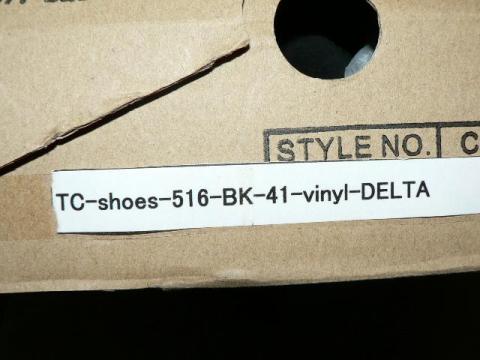 STYLE NO. C
TC-shoes-516-BK-41-vinyl-DELTA